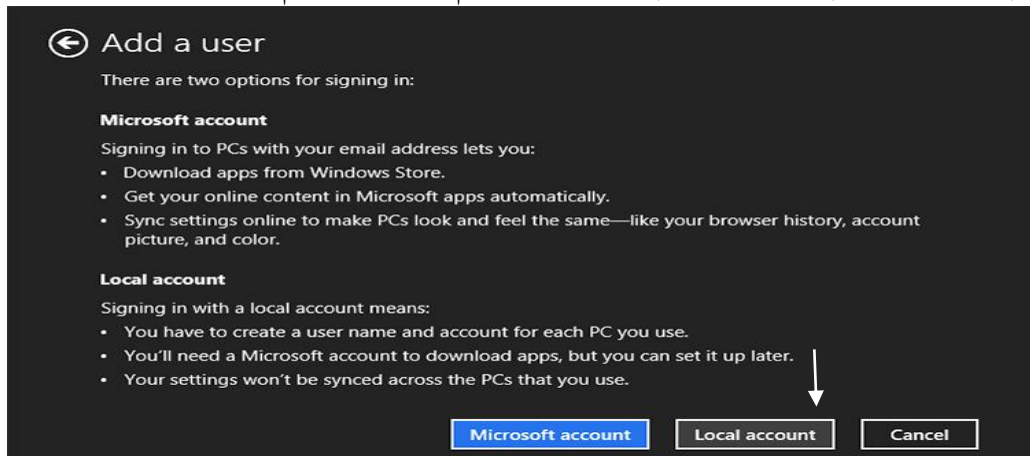 Add a user
There are two options for signing in:
Microsoft account
Signing in to PCs with your email address lets you:
• Download apps from Windows Store.
• Get your online content in Microsoft apps automatically.
• Sync settings online to make PCs look and feel the same—like your browser history, account
picture, and color.
Local account
Signing in with a local account means:
• You have to create a user name and account for each PC you use.
• You'll need a Microsoft account to download apps, but you can set it up later.
• Your settings won't be synced across the PCs that you use.
Microsoft account Local account Cancel